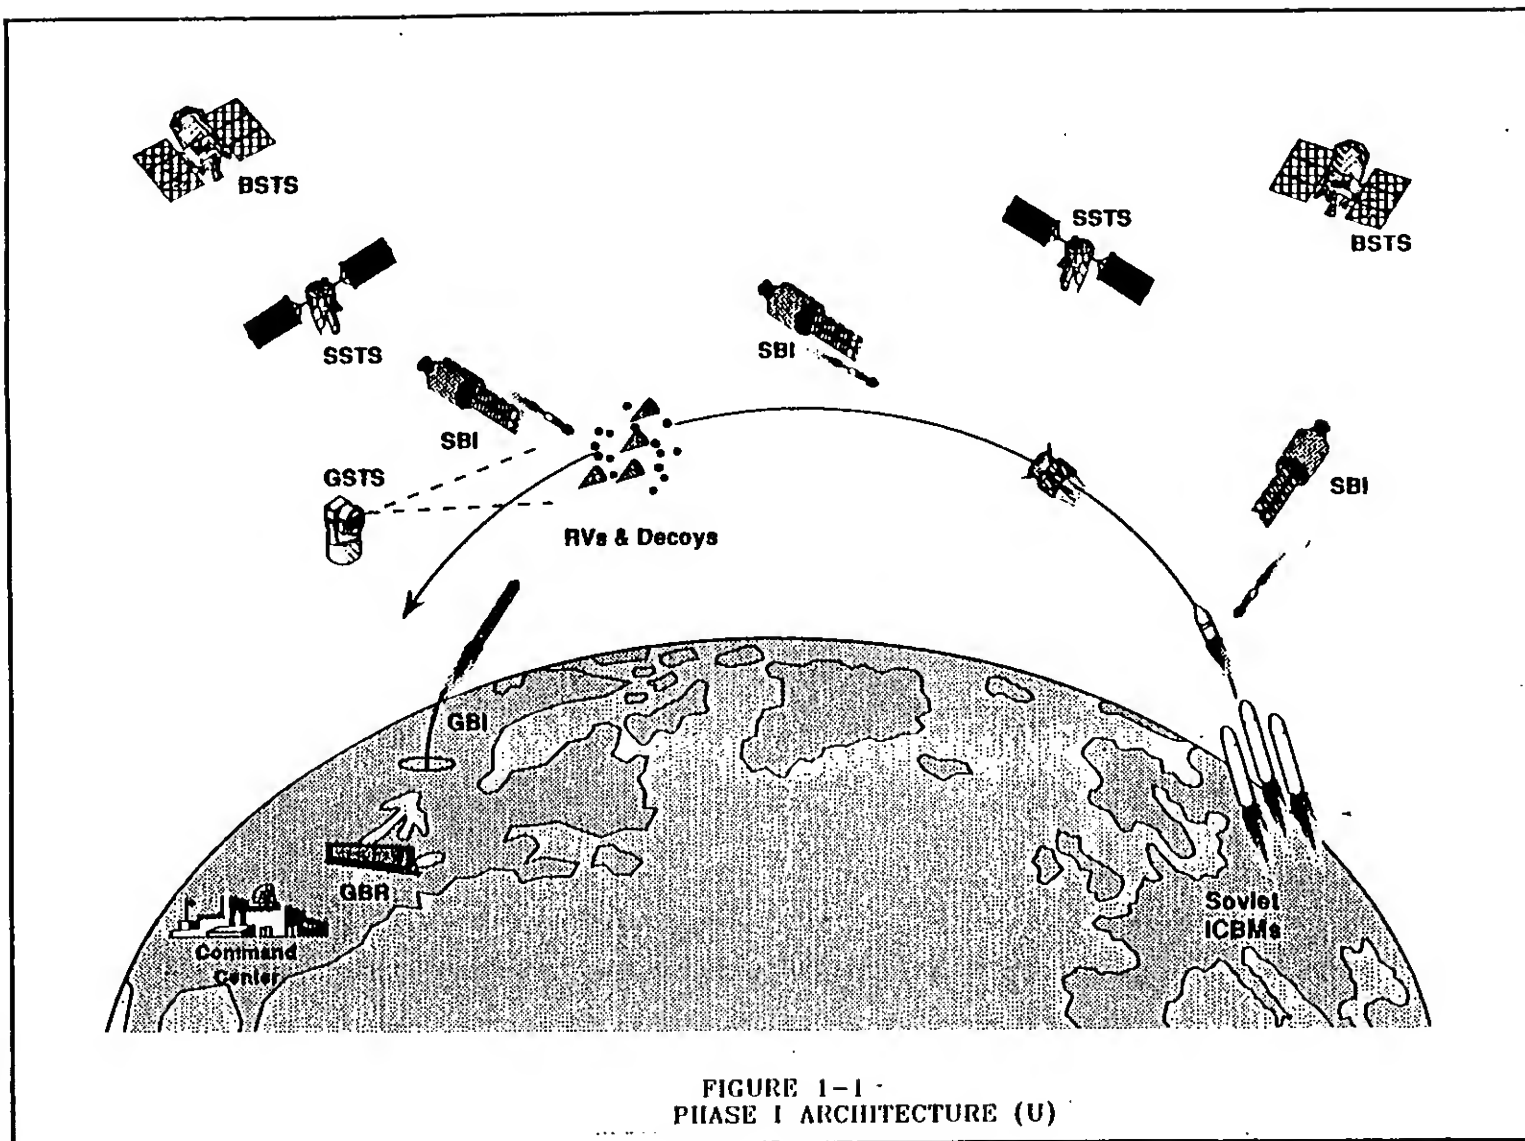 BSTS
SSTS
BSTS
SSTS
SBI
SBI
SBI
GSTS
RVs & Decoys
GBI
GBR
Soviet
ICBMs
Command
Center
FIGURE 1-1
PHASE I ARCHITECTURE (U)